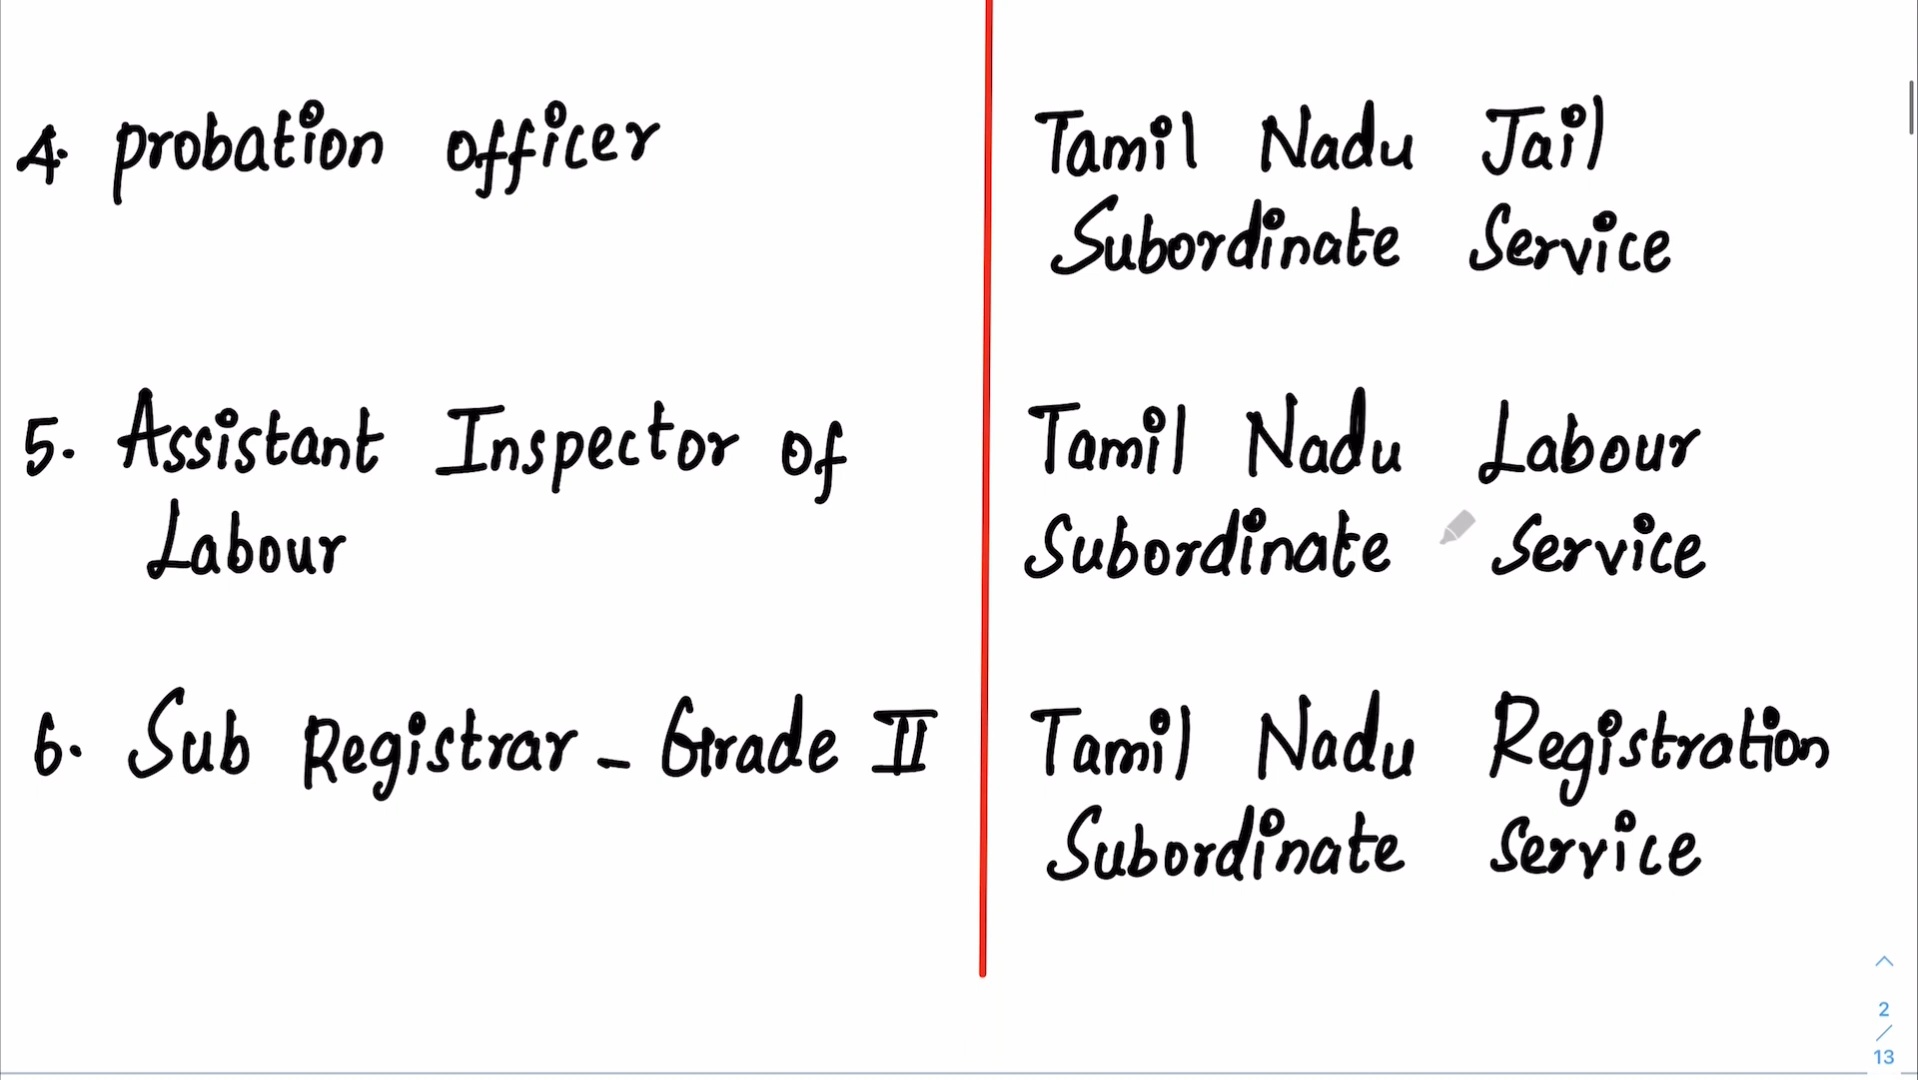 4. Probation Officer
Tamil Nadu Jail
Subordinate Service
5. Assistant Inspector of
Labour
Tamil Nadu Labour
Subordinate Service
6. Sub Registrar - Grade II
Tamil Nadu Registration
Subordinate Service
2
/
13